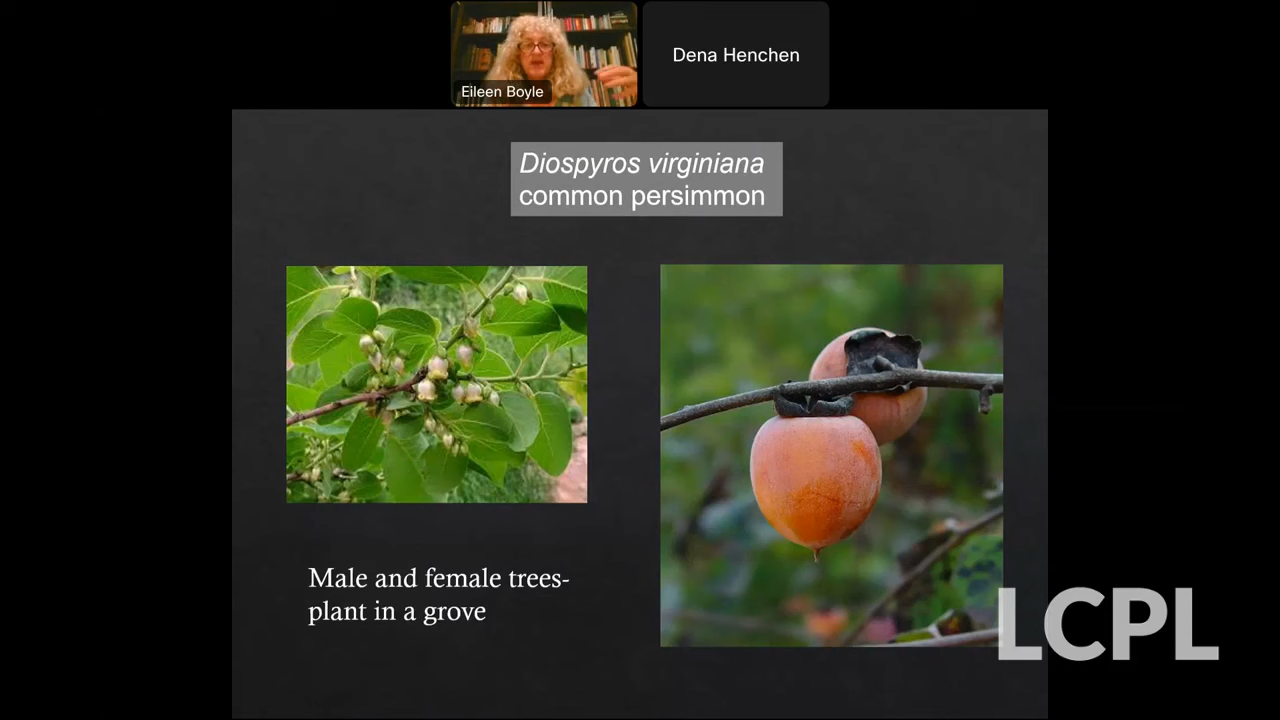 Eileen Boyle
Dena Henchen
Diospyros virginiana
common persimmon
Male and female trees-
plant in a grove
LCPL